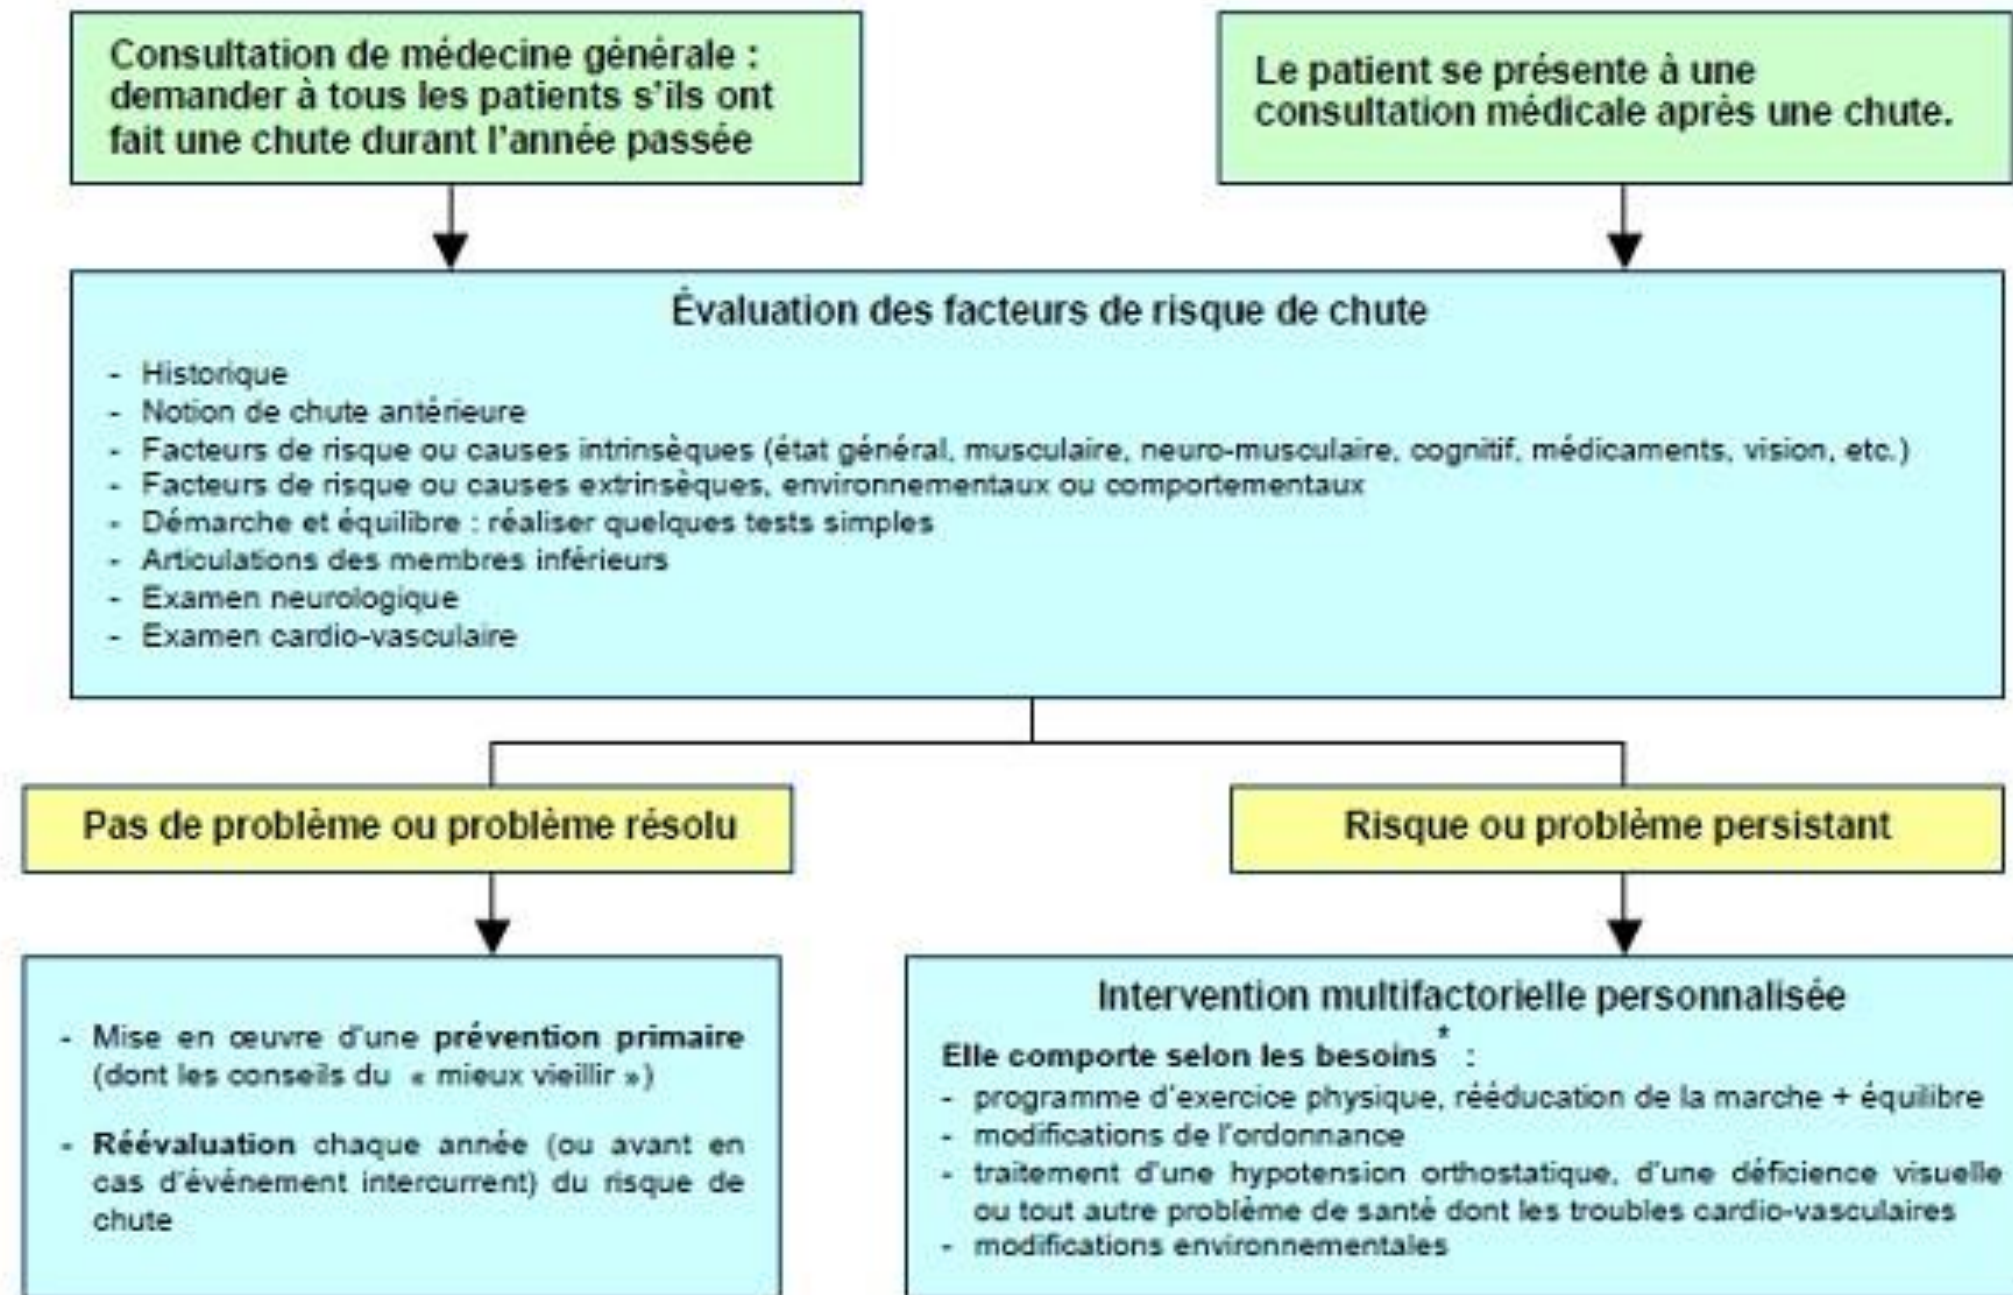 Consultation de médecine générale :
demander à tous les patients s'ils ont
fait une chute durant l'année passée
Le patient se présente à une
consultation médicale après une chute.
Évaluation des facteurs de risque de chute
- Historique
- Notion de chute antérieure
- Facteurs de risque ou causes intrinsèques (état général, musculaire, neuro-musculaire, cognitif, médicaments, vision, etc.)
- Facteurs de risque ou causes extrinsèques, environnementaux ou comportementaux
- Démarche et équilibre : réaliser quelques tests simples
- Articulations des membres inférieurs
- Examen neurologique
- Examen cardio-vasculaire
Pas de problème ou problème résolu
Risque ou problème persistant
- Mise en œuvre d'une prévention primaire
(dont les conseils du « mieux vieillir »)
- Réévaluation chaque année (ou avant en
cas d'événement intercurrent) du risque de
chute
Intervention multifactorielle personnalisée
Elle comporte selon les besoins* :
- programme d'exercice physique, rééducation de la marche + équilibre
- modifications de l'ordonnance
- traitement d'une hypotension orthostatique, d'une déficience visuelle
ou tout autre problème de santé dont les troubles cardio-vasculaires
- modifications environnementales